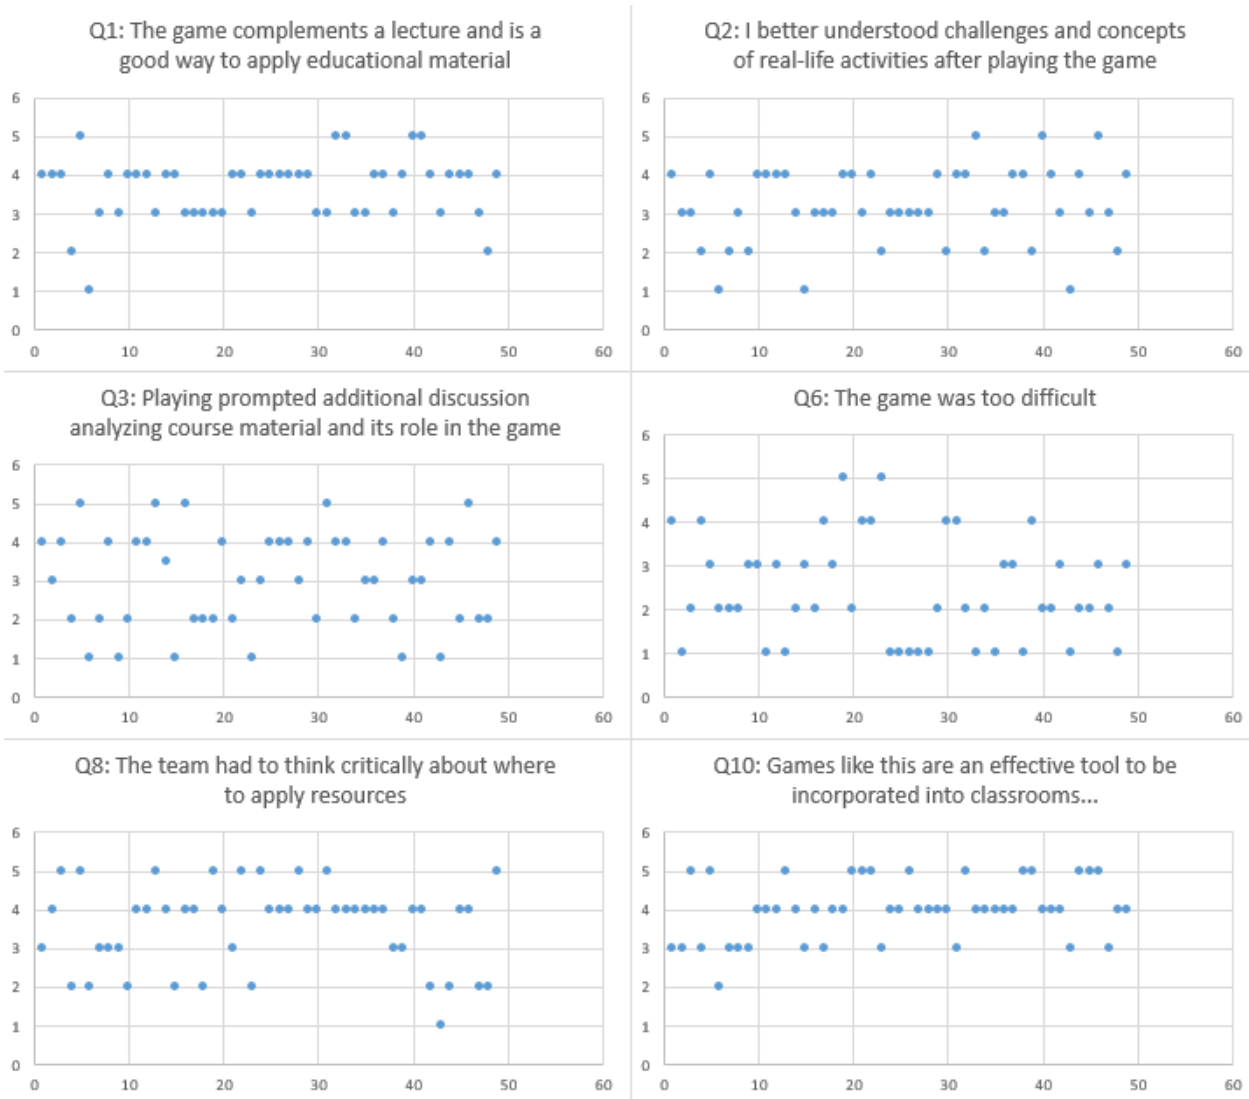 Q1: The game complements a lecture and is a
good way to apply educational material
6
5
4
3
2
1
0
0 10 20 30 40 50 60
Q2: I better understood challenges and concepts
of real-life activities after playing the game
6
5
4
3
2
1
0
0 10 20 30 40 50 60
Q3: Playing prompted additional discussion
analyzing course material and its role in the game
6
5
4
3
2
1
0
0 10 20 30 40 50 60
Q6: The game was too difficult
6
5
4
3
2
1
0
0 10 20 30 40 50 60
Q8: The team had to think critically about where
to apply resources
6
5
4
3
2
1
0
0 10 20 30 40 50 60
Q10: Games like this are an effective tool to be
incorporated into classrooms...
6
5
4
3
2
1
0
0 10 20 30 40 50 60